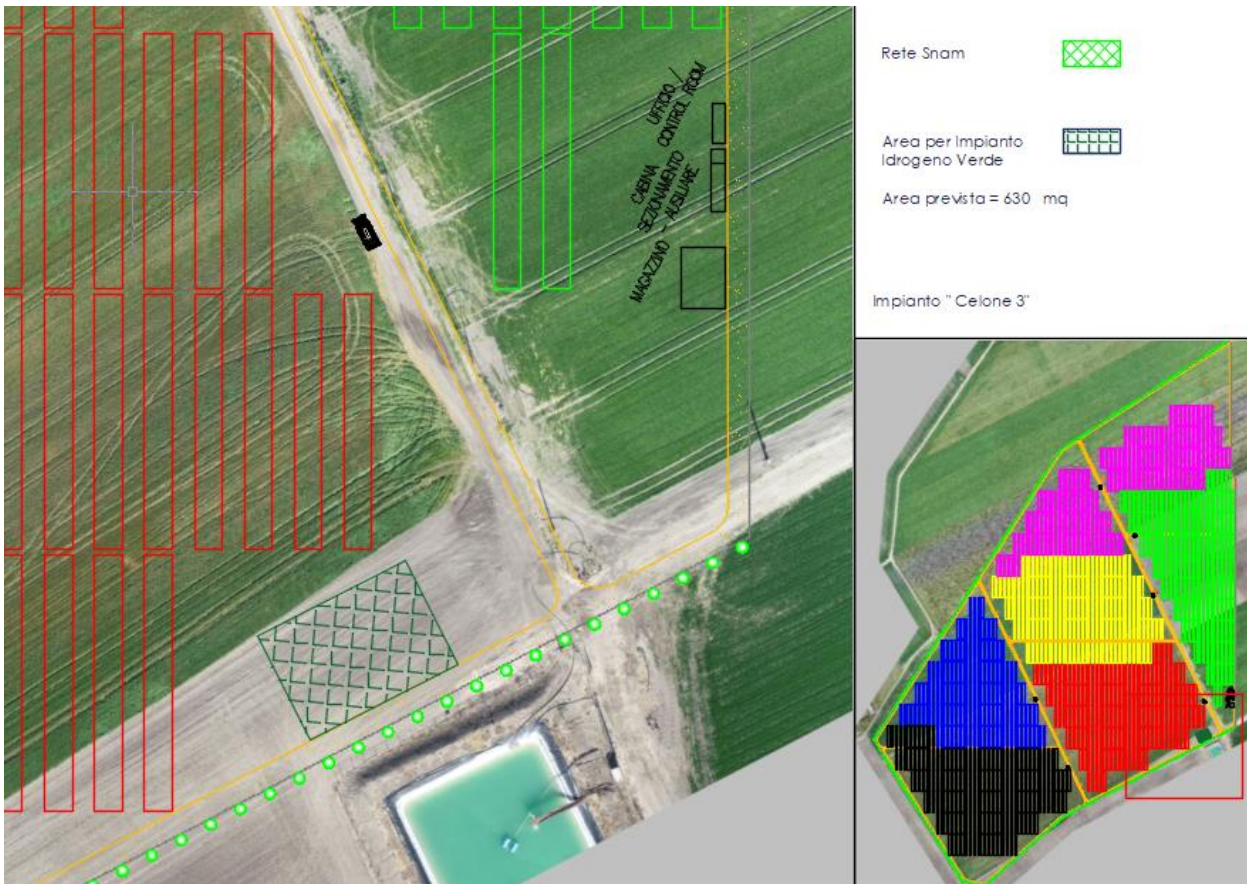 UFFICIO /
CONTROL ROOM
CABINA
SEZIONAMENTO
AUSILIARE
MAGAZZINO -
Rete Snam
Area per Impianto
Idrogeno Verde
Area prevista = 630 mq
Impianto " Celone 3"